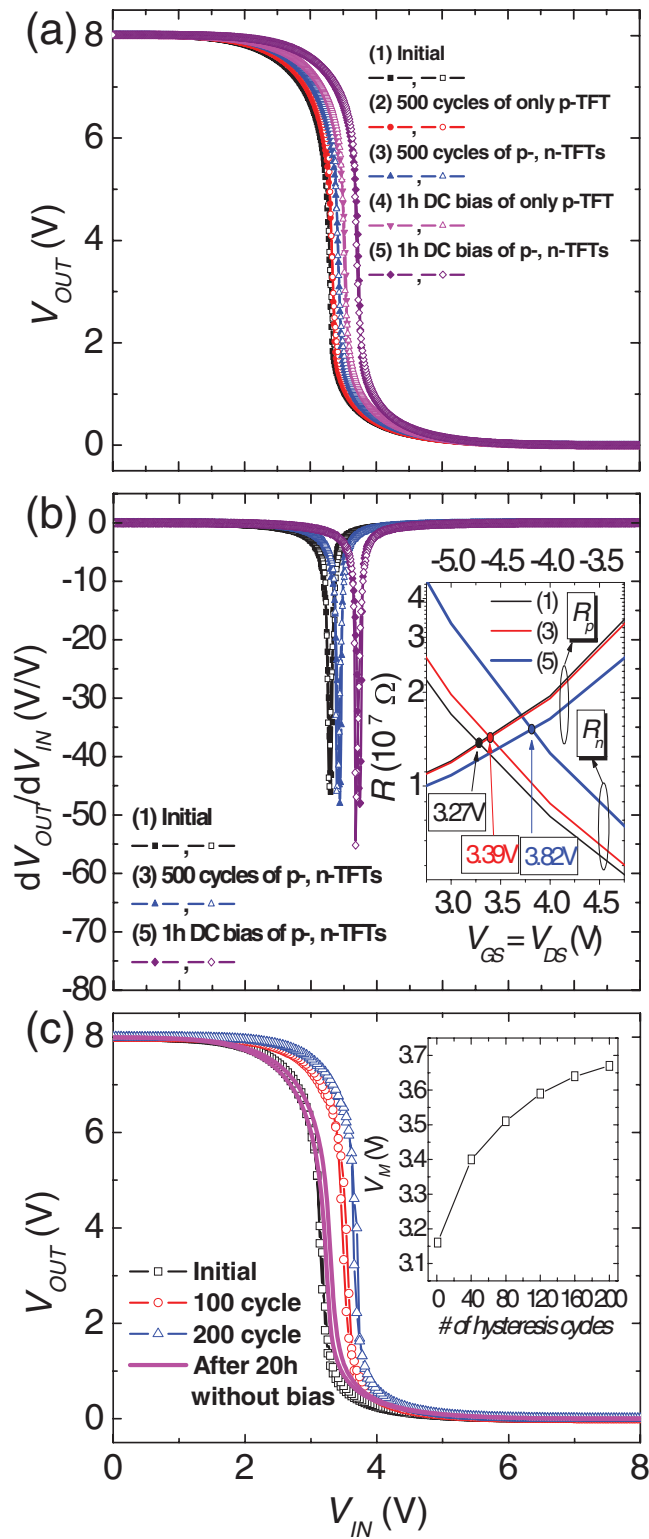 (a)
8
6
4
2
0
V_OUT (V)
(1) Initial
,
(2) 500 cycles of only p-TFT
,
(3) 500 cycles of p-, n-TFTs
,
(4) 1h DC bias of only p-TFT
,
(5) 1h DC bias of p-, n-TFTs
,
(b)
0
-10
-20
-30
-40
-50
-60
-70
-80
dV_OUT/dV_IN (V/V)
(1) Initial
,
(3) 500 cycles of p-, n-TFTs
,
(5) 1h DC bias of p-, n-TFTs
,
-5.0 -4.5 -4.0 -3.5
4
3
2
1
R (10^7 Ω)
(1)
(3)
(5)
R_p
R_n
3.27V
3.39V
3.82V
3.0 3.5 4.0 4.5
V_GS = V_DS (V)
(c)
8
6
4
2
0
V_OUT (V)
Initial
100 cycle
200 cycle
After 20h
without bias
3.7
3.6
3.5
3.4
3.3
3.2
3.1
V_M (V)
0 40 80 120 160 200
# of hysteresis cycles
0 2 4 6 8
V_IN (V)